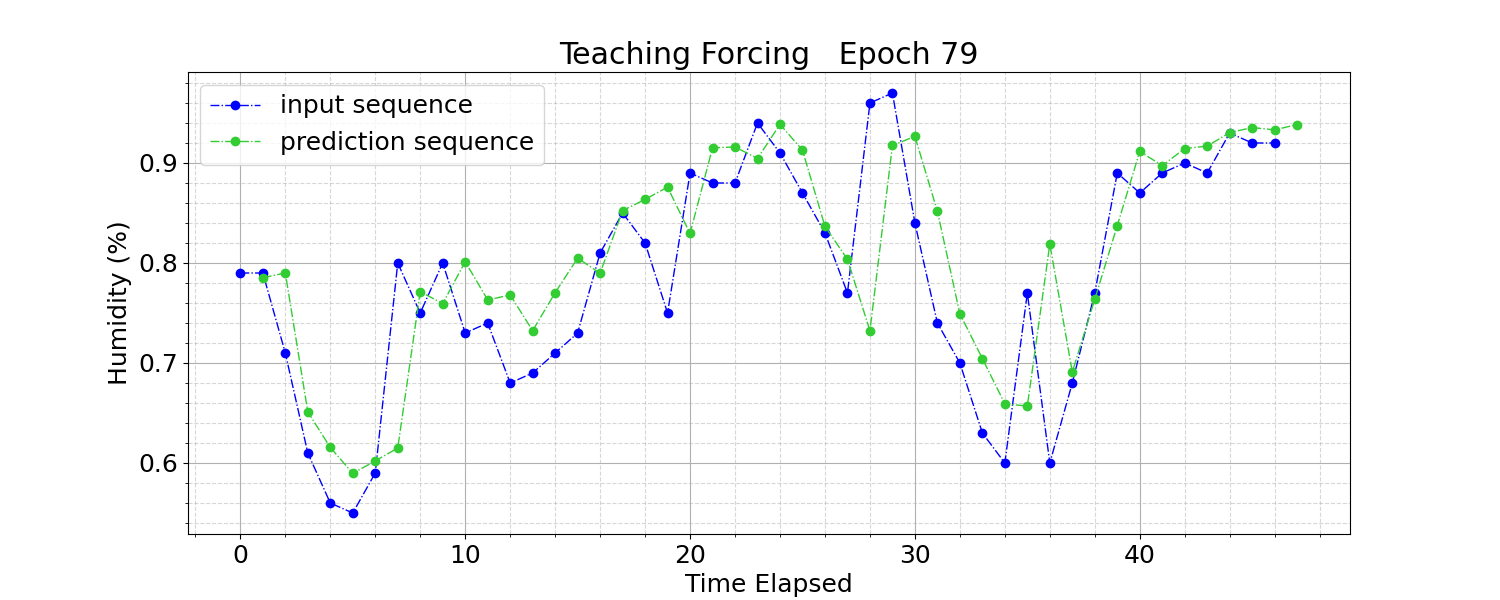 Teaching Forcing   Epoch 79
input sequence
prediction sequence
Humidity (%)
0.9
0.8
0.7
0.6
0 10 20 30 40
Time Elapsed